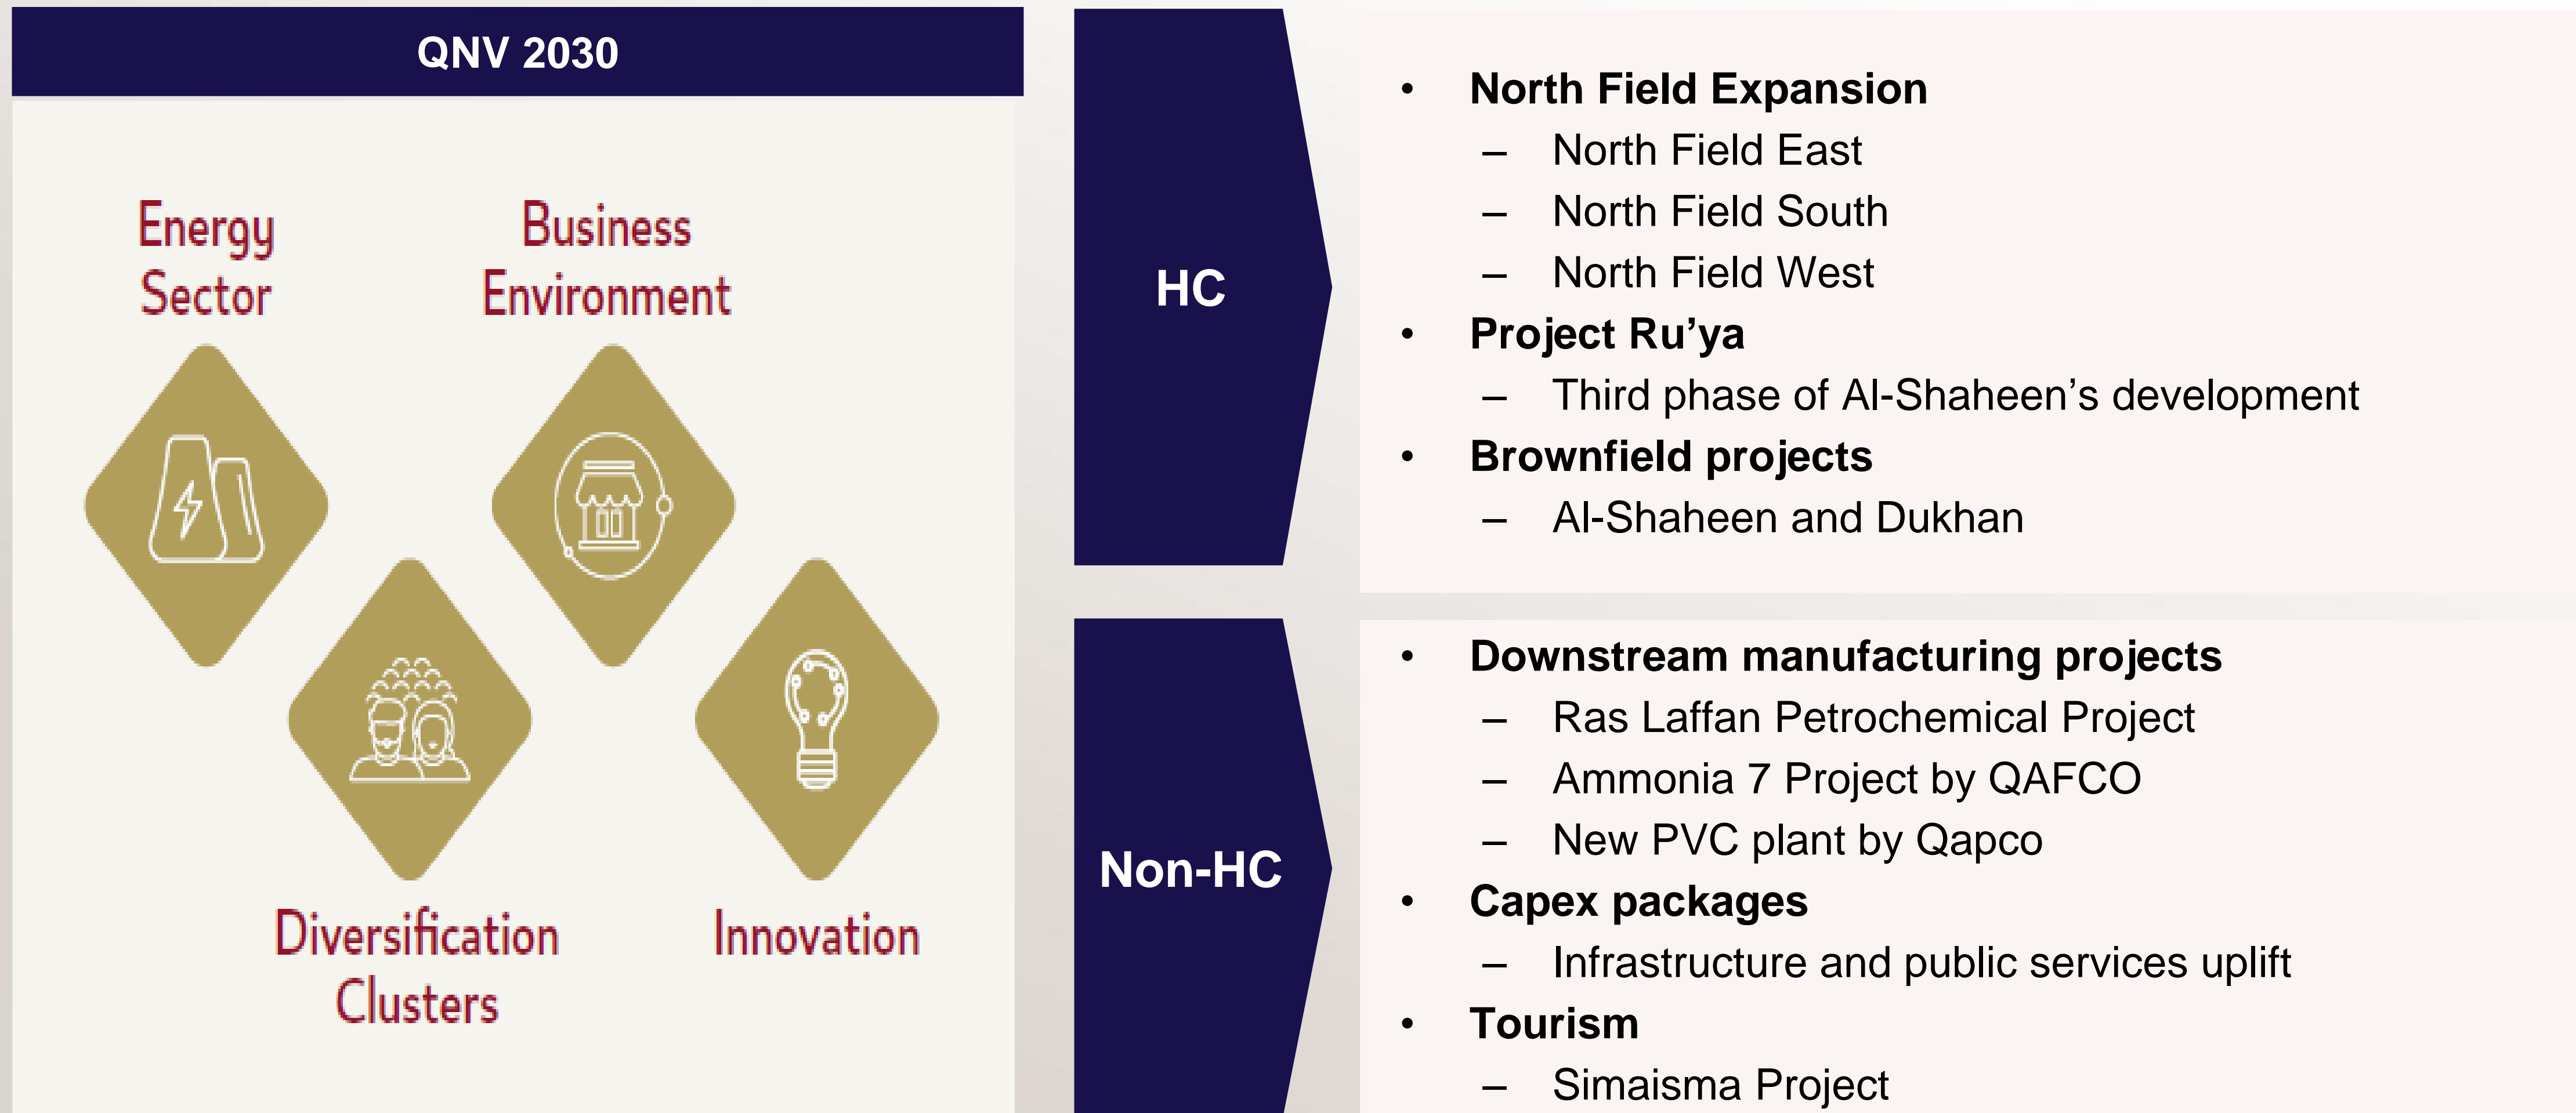 QNV 2030
Energy
Sector
Business
Environment
Diversification
Clusters
Innovation
HC
• North Field Expansion
– North Field East
– North Field South
– North Field West
• Project Ru’ya
– Third phase of Al-Shaheen’s development
• Brownfield projects
– Al-Shaheen and Dukhan
Non-HC
• Downstream manufacturing projects
– Ras Laffan Petrochemical Project
– Ammonia 7 Project by QAFCO
– New PVC plant by Qapco
• Capex packages
– Infrastructure and public services uplift
• Tourism
– Simaisma Project